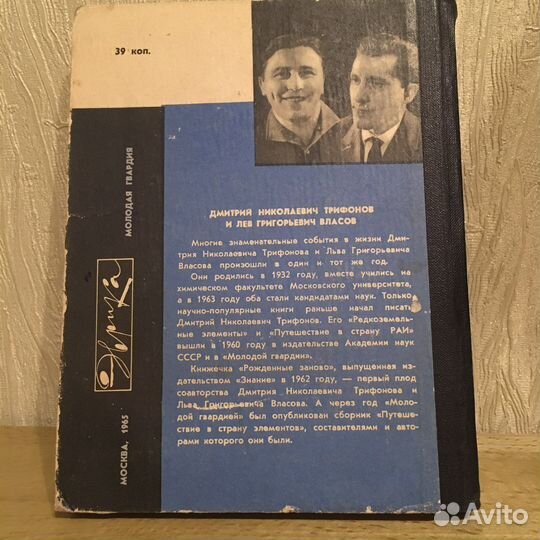 39 коп.
МОЛОДАЯ ГВАРДИЯ
Эврика
МОСКВА, 1965
ДМИТРИЙ НИКОЛАЕВИЧ ТРИФОНОВ
И ЛЕВ ГРИГОРЬЕВИЧ ВЛАСОВ
Многие знаменательные события в жизни Дми-
трия Николаевича Трифонова и Льва Григорьевича
Власова произошли в один и тот же год.
Они родились в 1932 году, вместе учились на
химическом факультете Московского университета,
а в 1963 году оба стали кандидатами наук. Только
научно-популярные книги раньше начал писать
Дмитрий Николаевич Трифонов. Его «Редкоземель-
ные элементы» и «Путешествие в страну РАИ»
вышли в 1960 году в издательстве Академии наук
СССР и в «Молодой гвардии».
Книжечка «Рожденные заново», выпущенная из-
дательством «Знание» в 1962 году, — первый плод
соавторства Дмитрия Николаевича Трифонова и
Льва Григорьевича Власова. А через год «Моло-
дой гвардией» был опубликован сборник «Путеше-
ствие в страну элементов», составителями и авто-
рами которого они были.
Avito